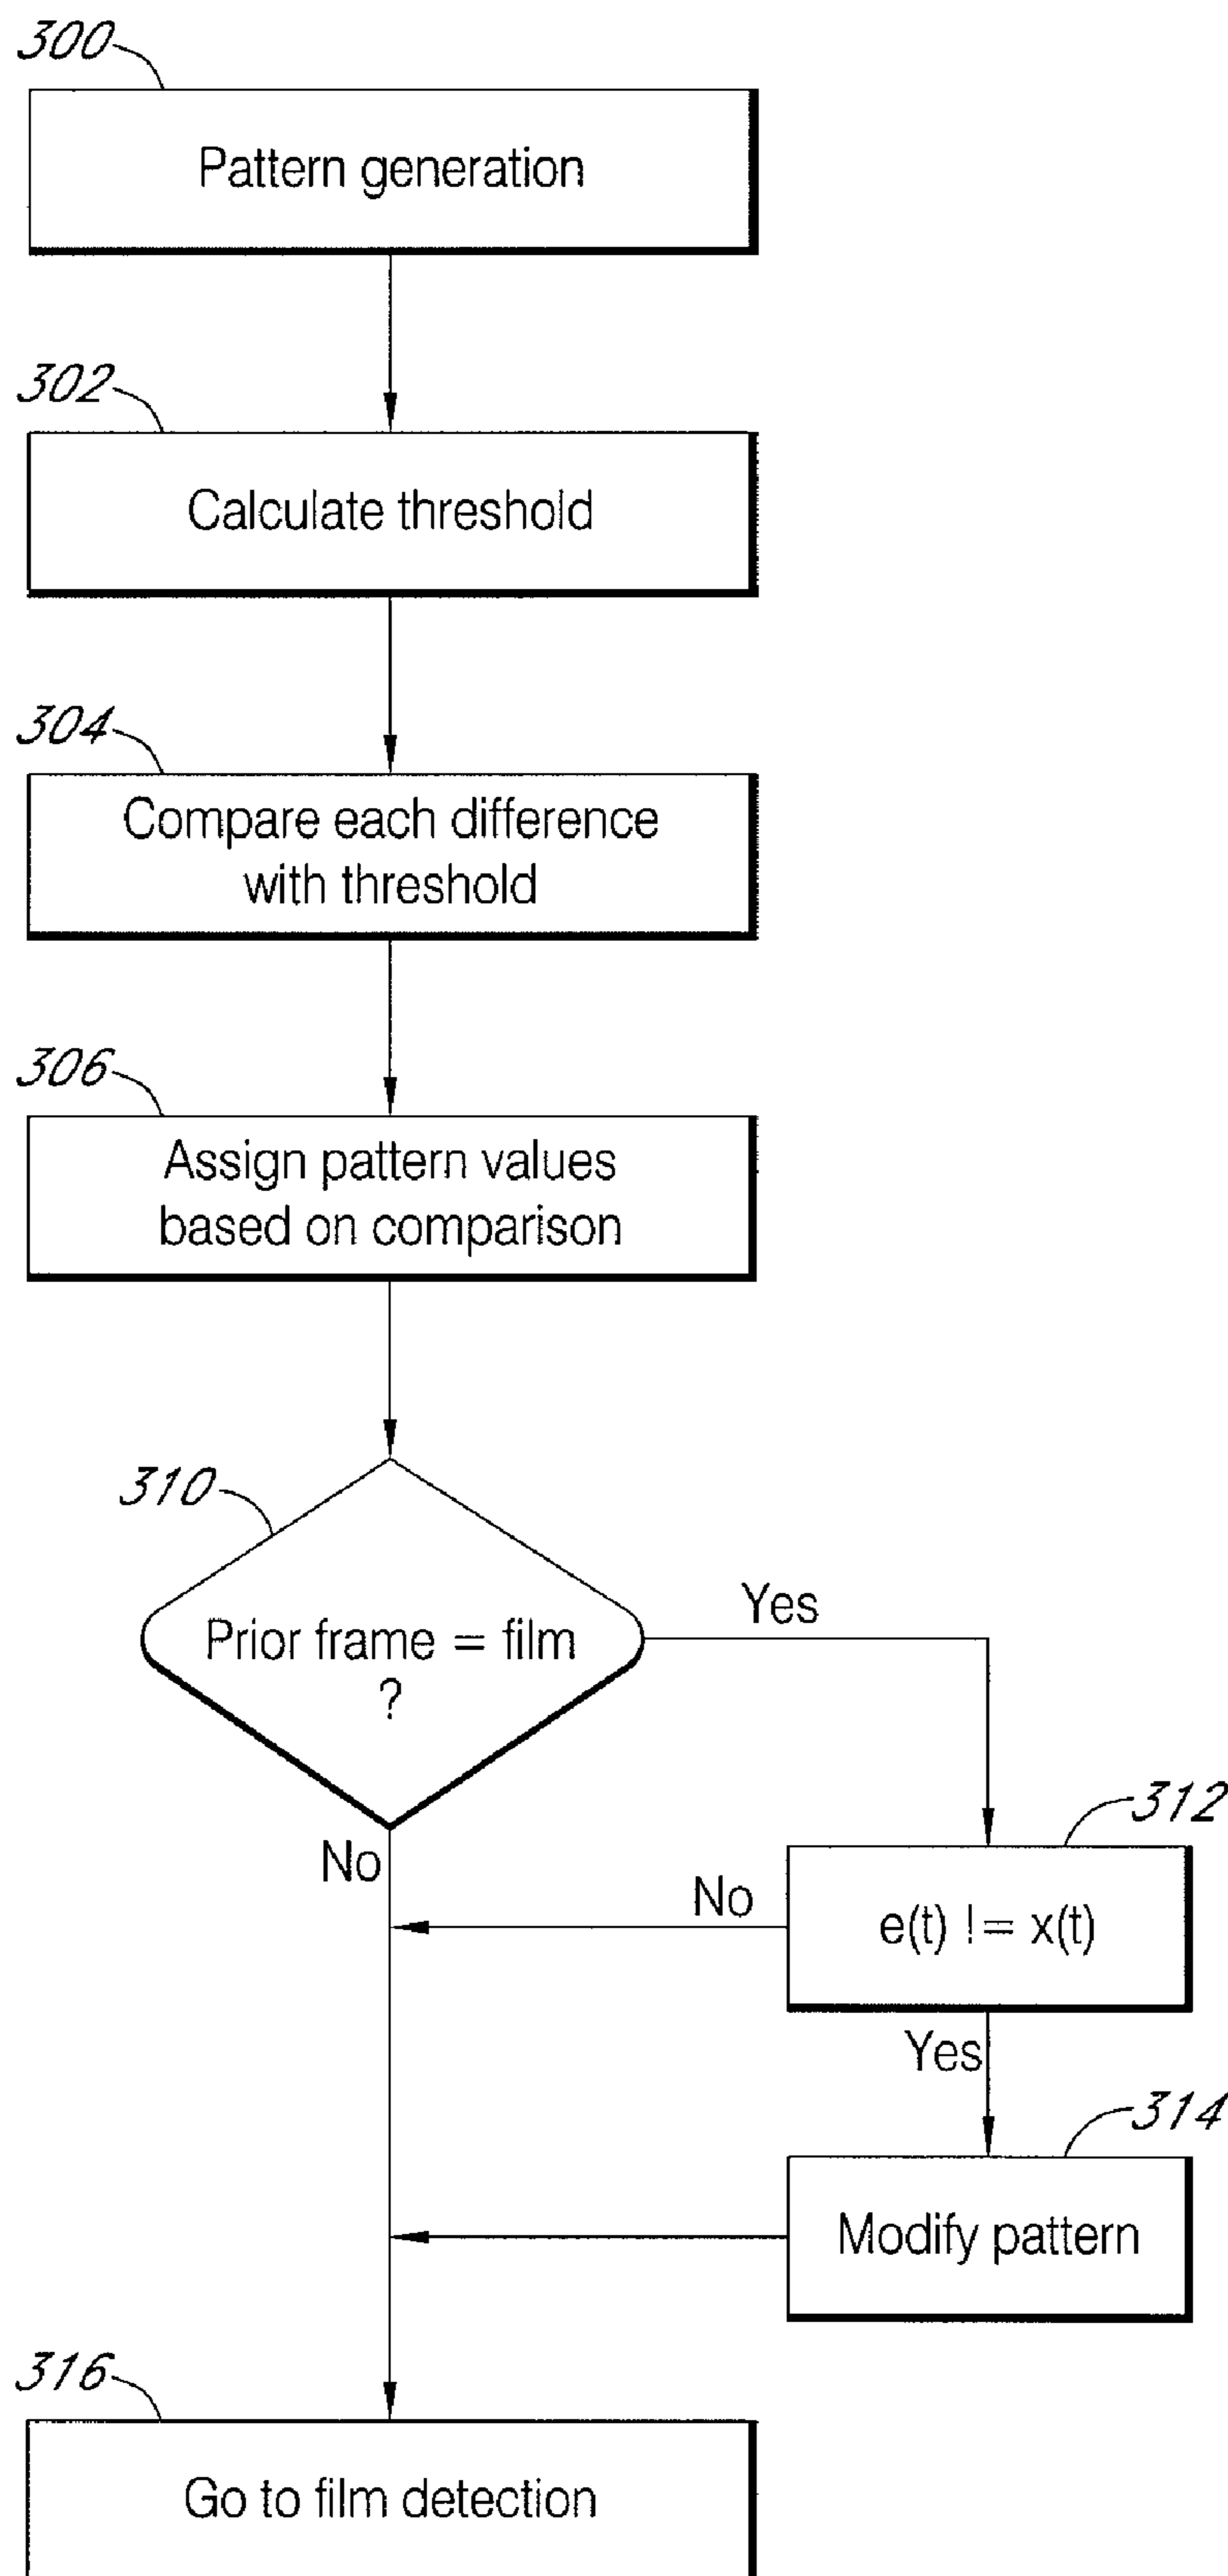 300
Pattern generation
302
Calculate threshold
304
Compare each difference
with threshold
306
Assign pattern values
based on comparison
310
Prior frame = film
?
Yes
No
312
e(t) != x(t)
No
Yes
314
Modify pattern
316
Go to film detection